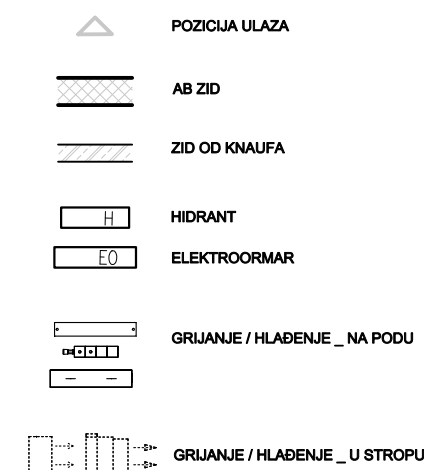 POZICIJA ULAZA
AB ZID
ZID OD KNAUFA
H HIDRANT
EO ELEKTROORMAR
GRIJANJE / HLAĐENJE _ NA PODU
GRIJANJE / HLAĐENJE _ U STROPU